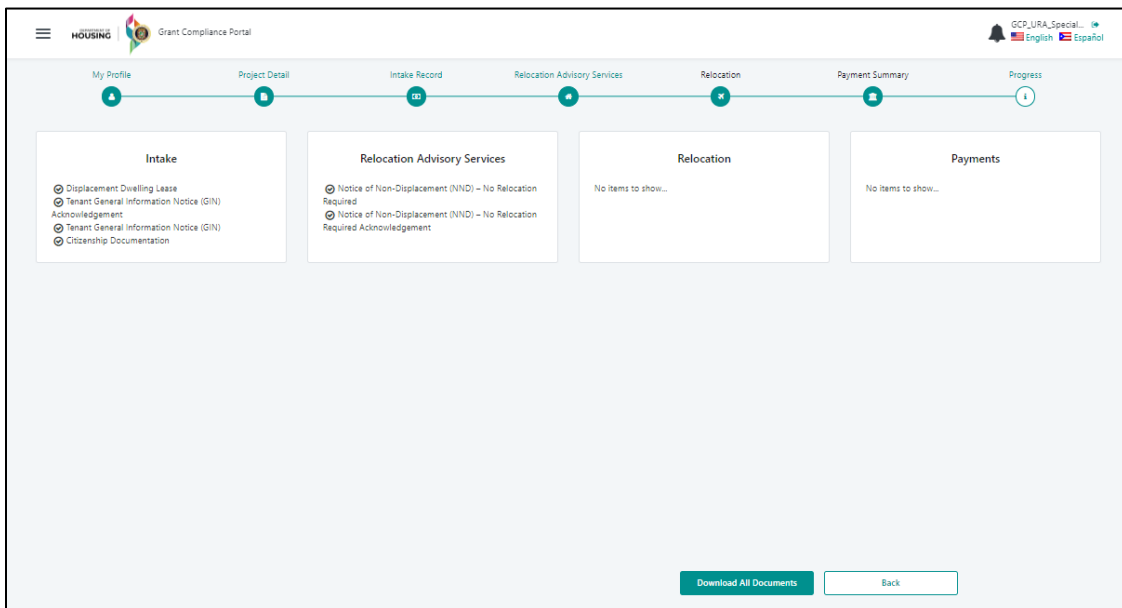 DEPARTMENT OF
HOUSING
Grant Compliance Portal
GCP_URA_Special...
English Español
My Profile
Project Detail
Intake Record
Relocation Advisory Services
Relocation
Payment Summary
Progress
Intake
Displacement Dwelling Lease
Tenant General Information Notice (GIN)
Acknowledgement
Tenant General Information Notice (GIN)
Citizenship Documentation
Relocation Advisory Services
Notice of Non-Displacement (NND) – No Relocation
Required
Notice of Non-Displacement (NND) – No Relocation
Required Acknowledgement
Relocation
No items to show...
Payments
No items to show...
Download All Documents
Back